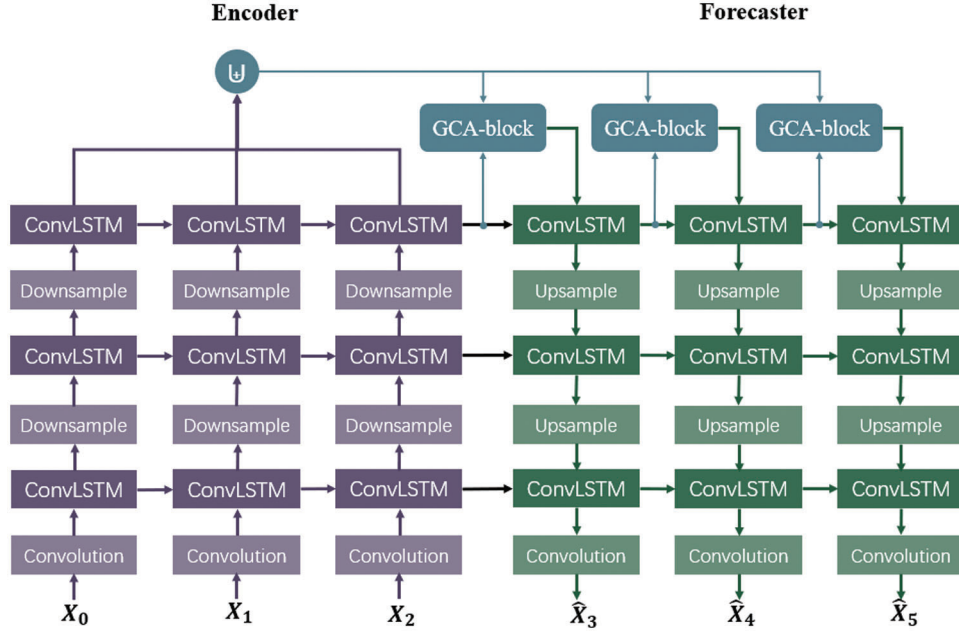 Encoder Forecaster
⊎
GCA-block GCA-block GCA-block
ConvLSTM ConvLSTM ConvLSTM ConvLSTM ConvLSTM ConvLSTM
Downsample Downsample Downsample Upsample Upsample Upsample
ConvLSTM ConvLSTM ConvLSTM ConvLSTM ConvLSTM ConvLSTM
Downsample Downsample Downsample Upsample Upsample Upsample
ConvLSTM ConvLSTM ConvLSTM ConvLSTM ConvLSTM ConvLSTM
Convolution Convolution Convolution Convolution Convolution Convolution
X₀ X₁ X₂ X̂₃ X̂₄ X̂₅